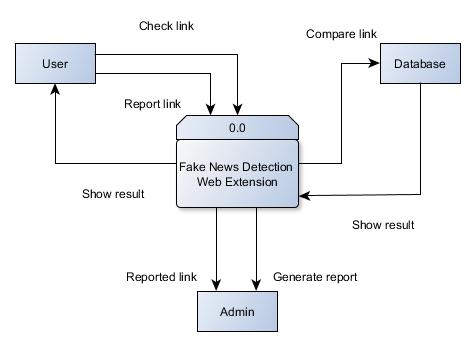 Check link
Compare link
User
Database
Report link
0.0
Fake News Detection
Web Extension
Show result
Show result
Reported link
Generate report
Admin